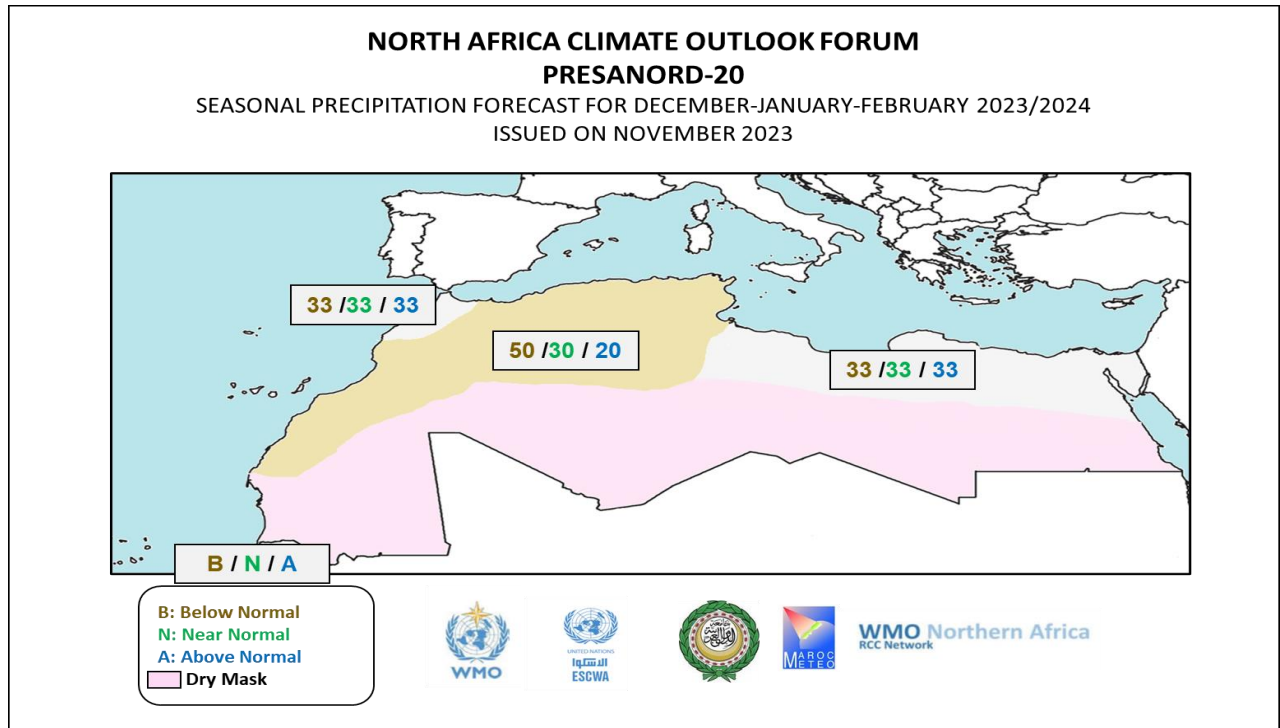 NORTH AFRICA CLIMATE OUTLOOK FORUM
PRESANORD-20
SEASONAL PRECIPITATION FORECAST FOR DECEMBER-JANUARY-FEBRUARY 2023/2024
ISSUED ON NOVEMBER 2023
33 /33 / 33
50 /30 / 20
33 /33 / 33
B / N / A
B: Below Normal
N: Near Normal
A: Above Normal
Dry Mask
WMO
UNITED NATIONS
الاسكوا
ESCWA
MAROC
METEO
WMO Northern Africa
RCC Network